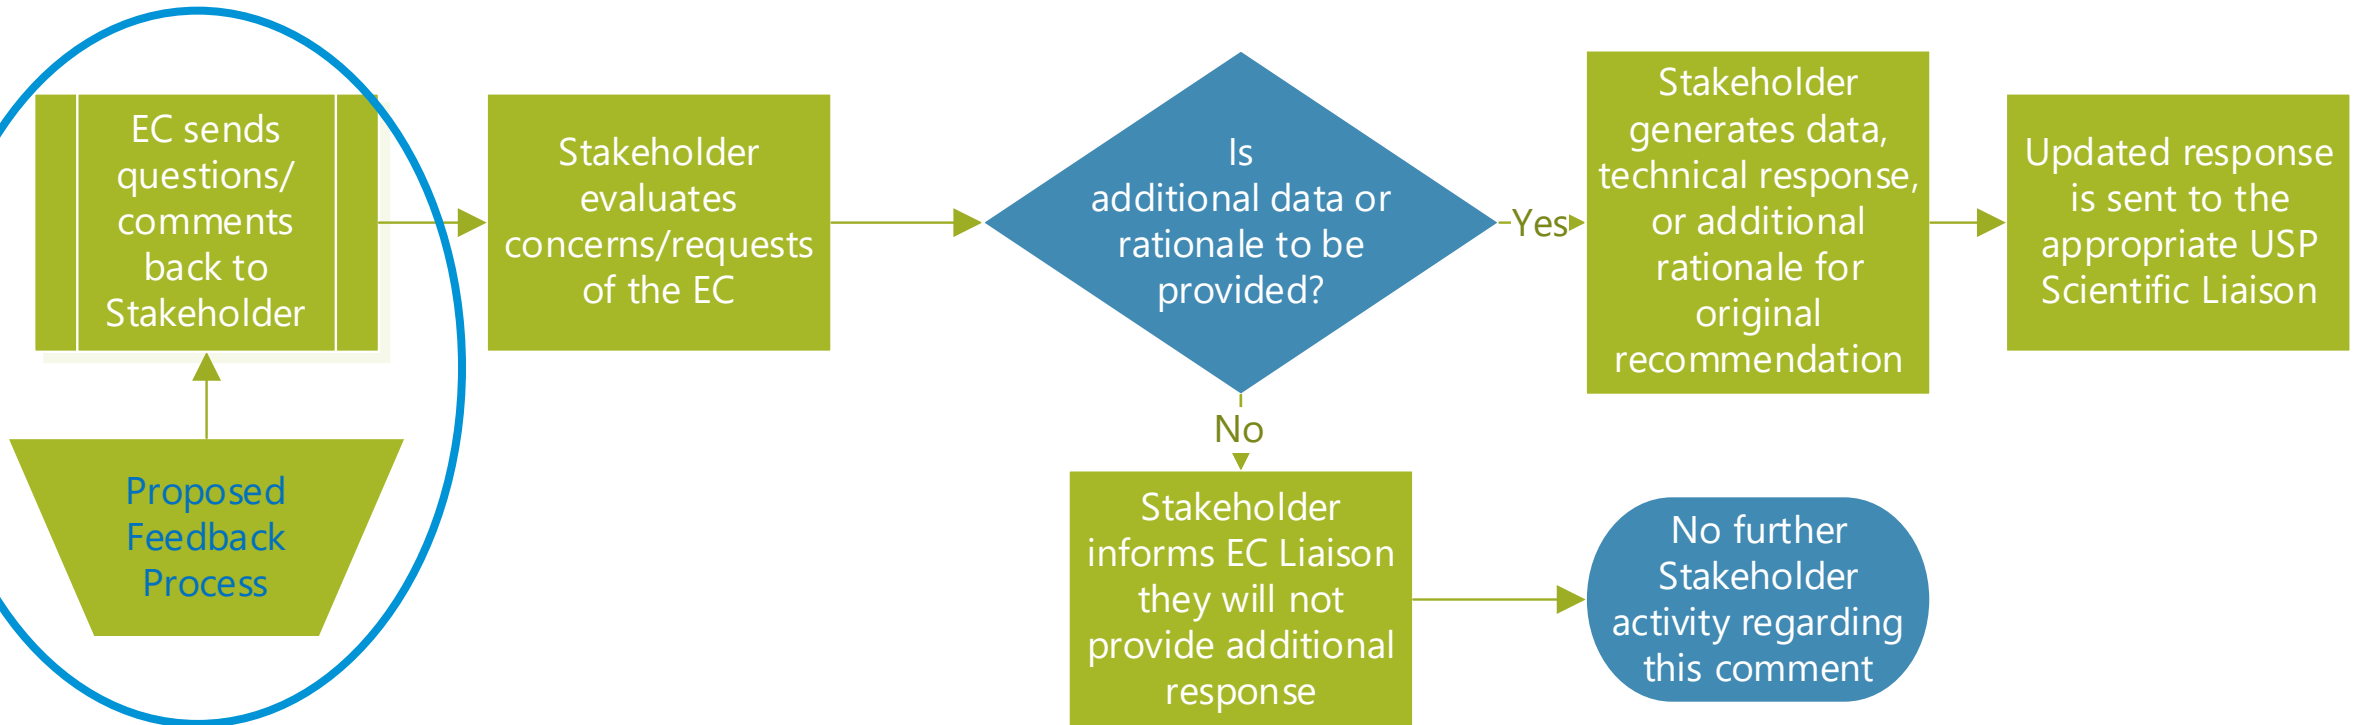 EC sends
questions/
comments
back to
Stakeholder
Proposed
Feedback
Process
Stakeholder
evaluates
concerns/requests
of the EC
Is
additional data or
rationale to be
provided?
Yes
Stakeholder
generates data,
technical response,
or additional
rationale for
original
recommendation
Updated response
is sent to the
appropriate USP
Scientific Liaison
No
Stakeholder
informs EC Liaison
they will not
provide additional
response
No further
Stakeholder
activity regarding
this comment